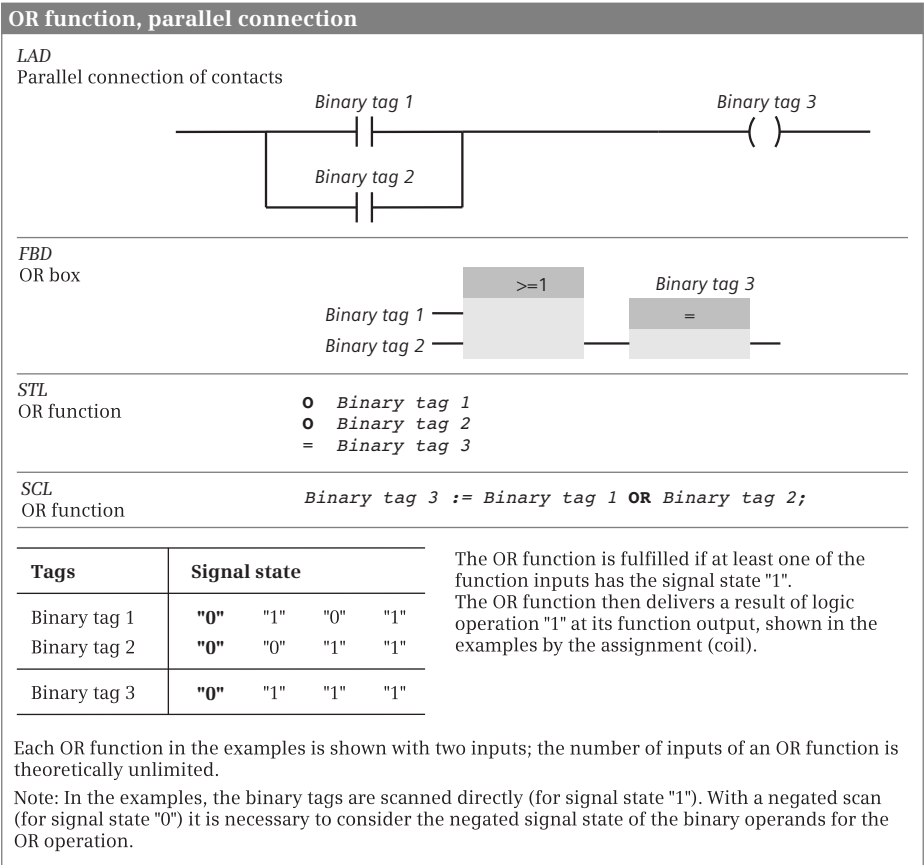 OR function, parallel connection
LAD
Parallel connection of contacts
Binary tag 1
Binary tag 3
Binary tag 2
FBD
OR box
>=1
Binary tag 3
Binary tag 1
=
Binary tag 2
STL
OR function
O Binary tag 1
O Binary tag 2
= Binary tag 3
SCL
OR function
Binary tag 3 := Binary tag 1 OR Binary tag 2;
Tags Signal state
Binary tag 1 "0" "1" "0" "1"
Binary tag 2 "0" "0" "1" "1"
Binary tag 3 "0" "1" "1" "1"
The OR function is fulfilled if at least one of the
function inputs has the signal state "1".
The OR function then delivers a result of logic
operation "1" at its function output, shown in the
examples by the assignment (coil).
Each OR function in the examples is shown with two inputs; the number of inputs of an OR function is
theoretically unlimited.
Note: In the examples, the binary tags are scanned directly (for signal state "1"). With a negated scan
(for signal state "0") it is necessary to consider the negated signal state of the binary operands for the
OR operation.